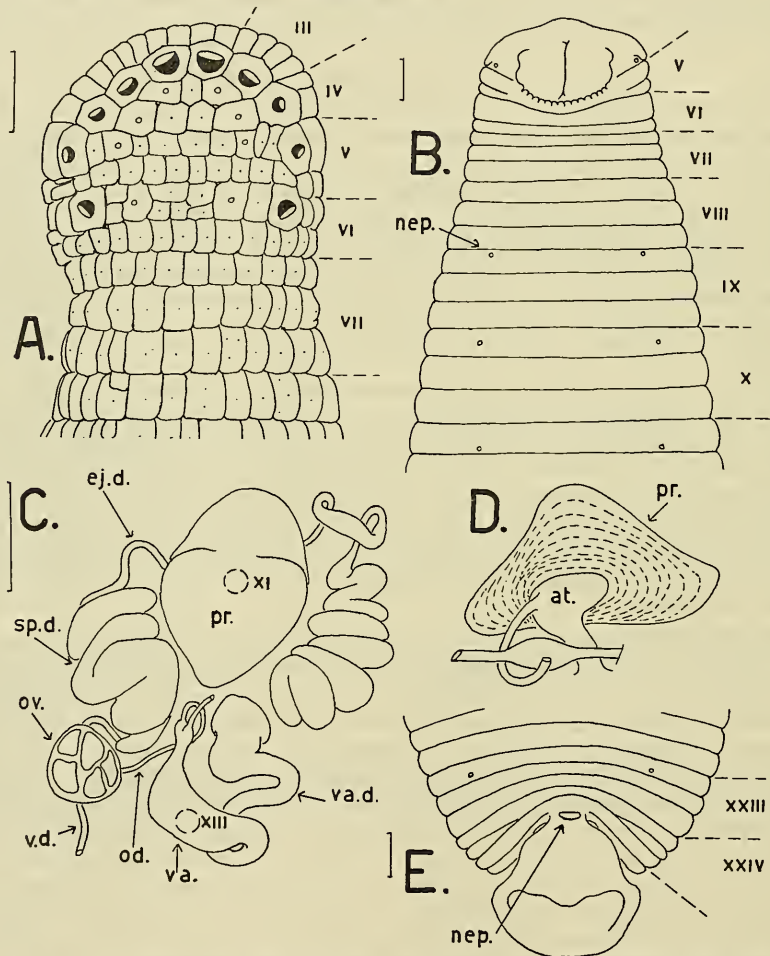 III
IV
V
VI
VII
A.
V
VI
VII
VIII
IX
X
B.
nep.
C.
ej.d.
XI
pr.
sp.d.
ov.
v.d.
od.
va.
XIII
va.d.
D.
pr.
at.
E.
XXIII
XXIV
nep.